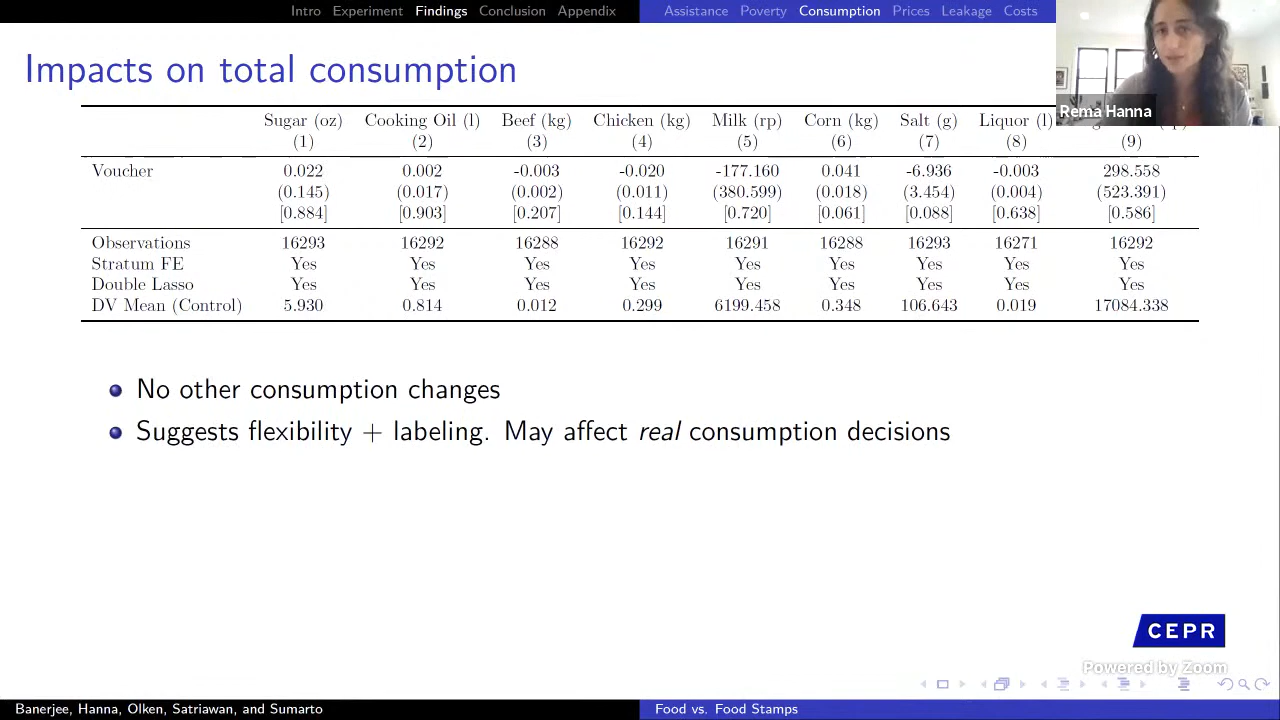 Intro Experiment Findings Conclusion Appendix
Assistance Poverty Consumption Prices Leakage Costs
Impacts on total consumption
Rema Hanna
Sugar (oz) Cooking Oil (l) Beef (kg) Chicken (kg) Milk (rp) Corn (kg) Salt (g) Liquor (l)
(1) (2) (3) (4) (5) (6) (7) (8) (9)
Voucher 0.022 0.002 -0.003 -0.020 -177.160 0.041 -6.936 -0.003 298.558
(0.145) (0.017) (0.002) (0.011) (380.599) (0.018) (3.454) (0.004) (523.391)
[0.884] [0.903] [0.207] [0.144] [0.720] [0.061] [0.088] [0.638] [0.586]
Observations 16293 16292 16288 16292 16291 16288 16293 16271 16292
Stratum FE Yes Yes Yes Yes Yes Yes Yes Yes Yes
Double Lasso Yes Yes Yes Yes Yes Yes Yes Yes Yes
DV Mean (Control) 5.930 0.814 0.012 0.299 6199.458 0.348 106.643 0.019 17084.338
No other consumption changes
Suggests flexibility + labeling. May affect real consumption decisions
CEPR
Powered by Zoom
Banerjee, Hanna, Olken, Satriawan, and Sumarto
Food vs. Food Stamps